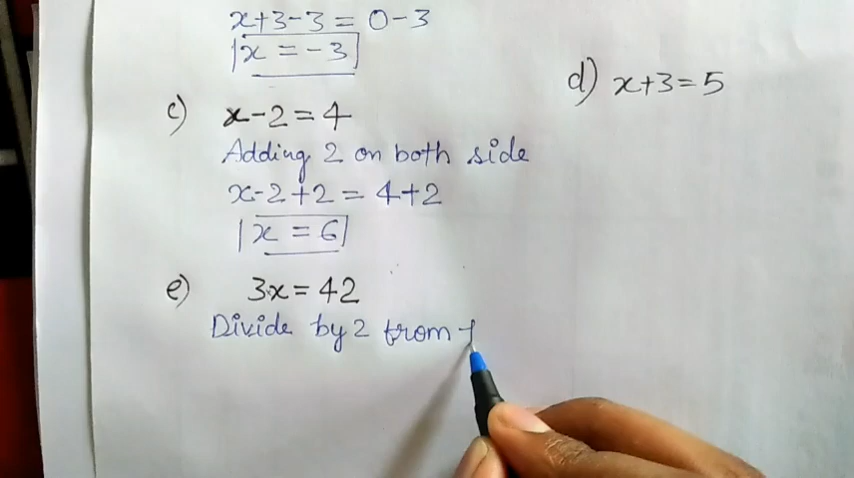 x+3-3 = 0-3
x = -3
c) x-2=4
Adding 2 on both side
x-2+2 = 4+2
x = 6
e) 3x = 42
Divide by 2 from
d) x+3=5